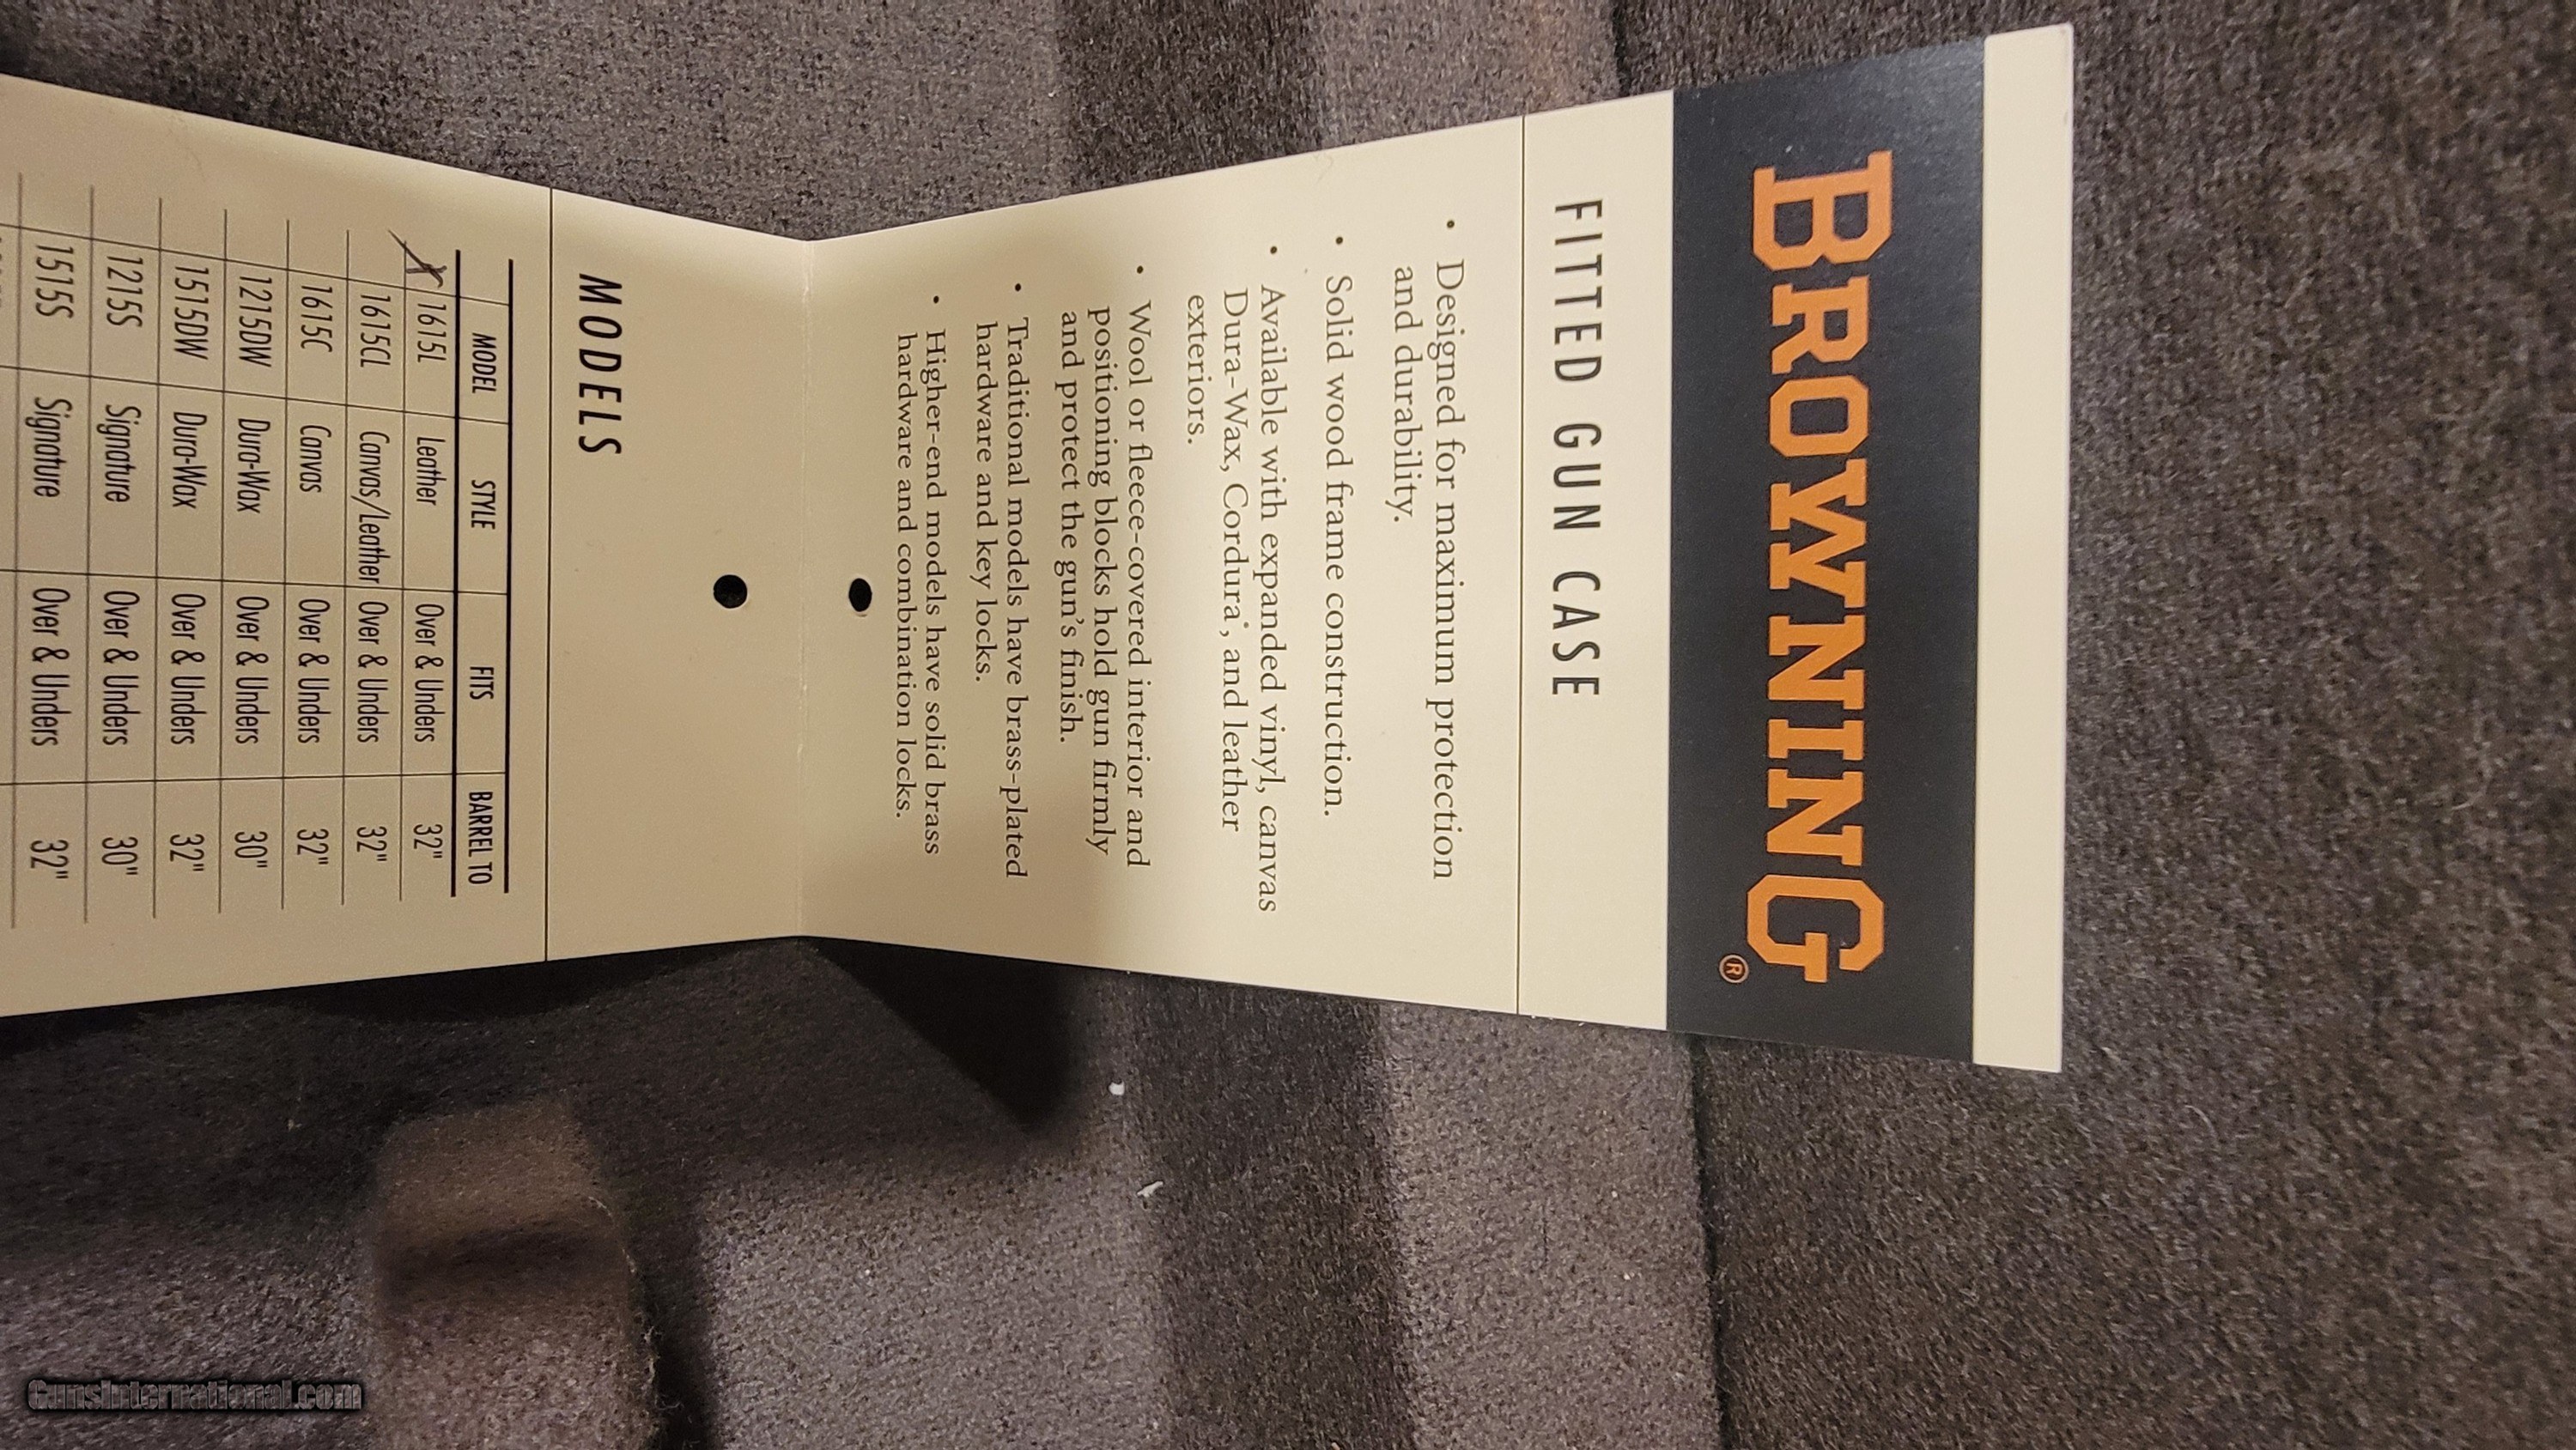 BROWNING®
FITTED GUN CASE
• Designed for maximum protection
and durability.
• Solid wood frame construction.
• Available with expanded vinyl, canvas
Dura-Wax, Cordura®, and leather
exteriors.
• Wool or fleece-covered interior and
positioning blocks hold gun firmly
and protect the gun's finish.
• Traditional models have brass-plated
hardware and key locks.
• Higher-end models have solid brass
hardware and combination locks.
MODELS
MODEL STYLE FITS BARREL TO
X 1615L Leather Over & Unders 32"
1615CL Canvas/Leather Over & Unders 32"
1615C Canvas Over & Unders 32"
1215DW Dura-Wax Over & Unders 30"
1515DW Dura-Wax Over & Unders 32"
1215S Signature Over & Unders 30"
1515S Signature Over & Unders 32"
GunsInternational.com